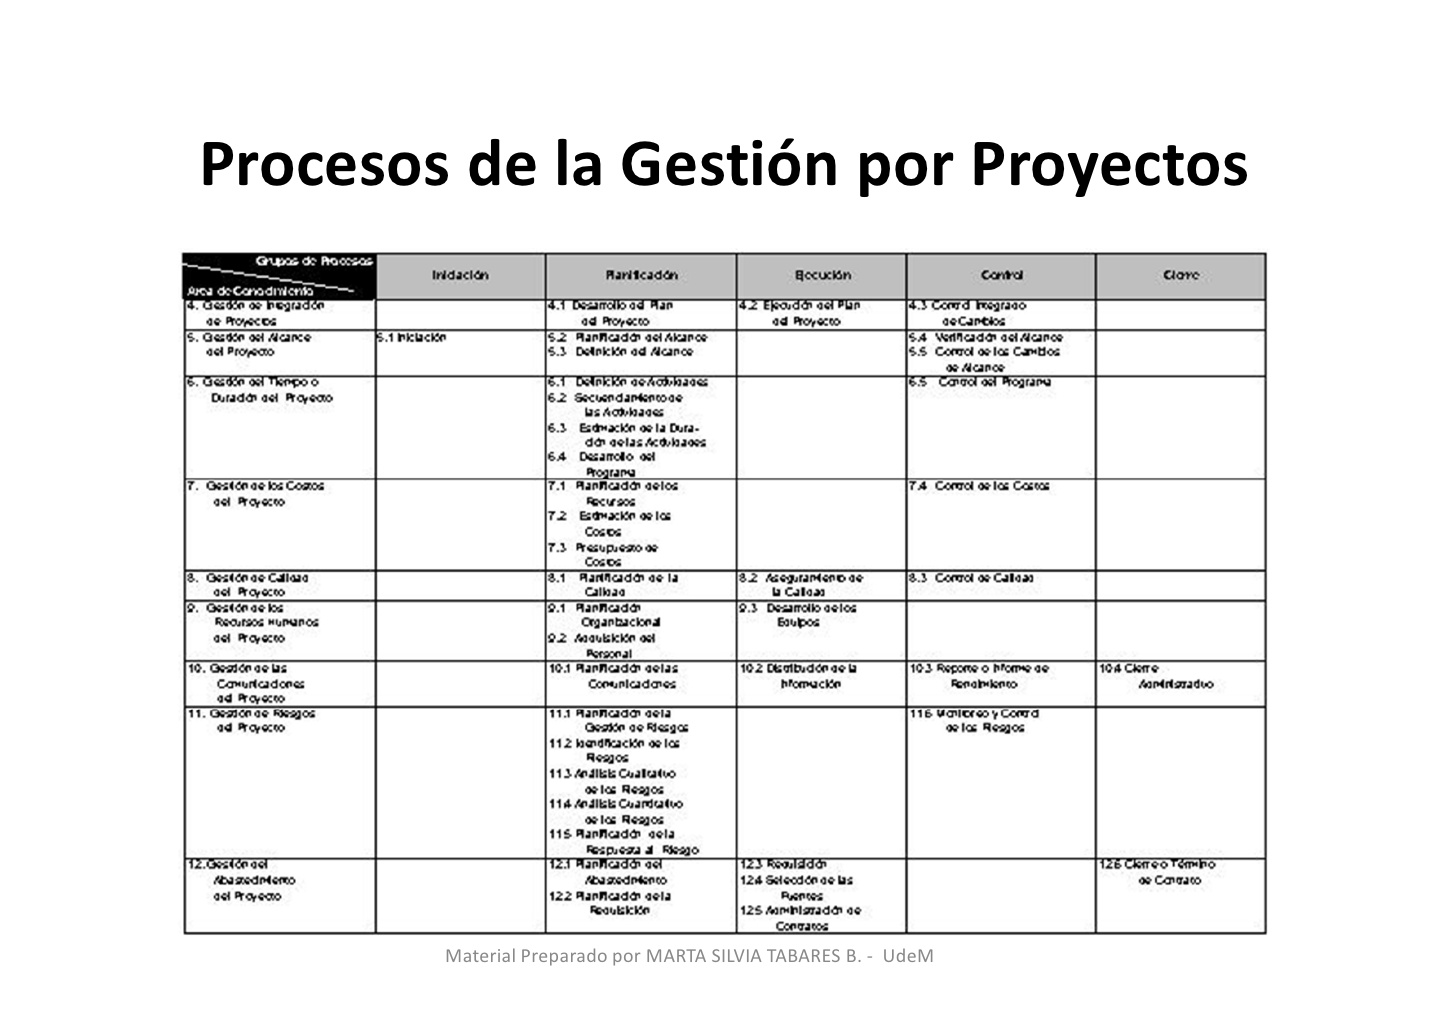 Procesos de la Gestión por Proyectos
Grupos de Procesos
Area de Conocimiento
Iniciación
Planificación
Ejecución
Control
Cierre
4. Gestión de Integración
de Proyectos
4.1 Desarrollo del Plan
del Proyecto
4.2 Ejecución del Plan
del Proyecto
4.3 Control Integrado
de Cambios
5. Gestión del Alcance
del Proyecto
5.1 Iniciación
5.2 Planificación del Alcance
5.3 Definición del Alcance
5.4 Verificación del Alcance
5.5 Control de los Cambios
de Alcance
6. Gestión del Tiempo o
Duración del Proyecto
6.1 Definición de Actividades
6.2 Secuenciamiento de
las Actividades
6.3 Estimación de la Dura-
ción de las Actividades
6.4 Desarrollo del
Programa
6.5 Control del Programa
7. Gestión de los Costos
del Proyecto
7.1 Planificación de los
Recursos
7.2 Estimación de los
Costos
7.3 Presupuesto de
Costos
7.4 Control de los Costos
8. Gestión de Calidad
del Proyecto
8.1 Planificación de la
Calidad
8.2 Aseguramiento de
la Calidad
8.3 Control de Calidad
9. Gestión de los
Recursos Humanos
del Proyecto
9.1 Planificación
Organizacional
9.2 Adquisición del
Personal
9.3 Desarrollo de los
Equipos
10. Gestión de las
Comunicaciones
del Proyecto
10.1 Planificación de las
Comunicaciones
10.2 Distribución de la
Información
10.3 Reporte o Informe de
Rendimiento
10.4 Cierre
Administrativo
11. Gestión de Riesgos
del Proyecto
11.1 Planificación de la
Gestión de Riesgos
11.2 Identificación de los
Riesgos
11.3 Análisis Cualitativo
de los Riesgos
11.4 Análisis Cuantitativo
de los Riesgos
11.5 Planificación de la
Respuesta al Riesgo
11.6 Monitoreo y Control
de los Riesgos
12.Gestión del
Abastecimiento
del Proyecto
12.1 Planificación del
Abastecimiento
12.2 Planificación de la
Requisición
12.3 Requisición
12.4 Selección de las
Fuentes
12.5 Administración de
Contratos
12.6 Cierre o Término
de Contrato
Material Preparado por MARTA SILVIA TABARES B. - UdeM